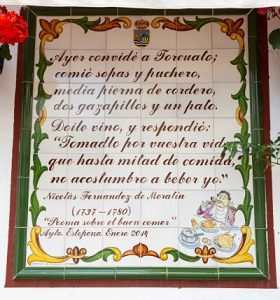 Ayer convidé a Torcuato;
comió sopas y puchero,
media pierna de cordero,
dos gazapillos y un pato.
Doile vino, y respondió:
"Tomadlo por vuestra vida
que hasta mitad de comida,
no acostumbro a beber yo."
Nicolás Fernandez de Moratín
(1737-1780)
"Poema sobre el buen comer"
Ayto. Estepona. Enero 2014